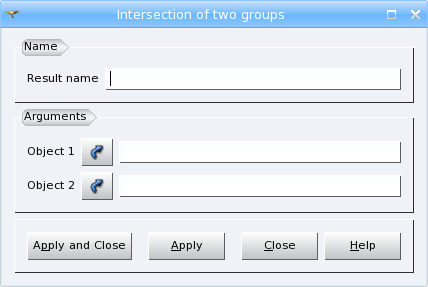 Intersection of two groups
Name
Result name
Arguments
Object 1
Object 2
Apply and Close Apply Close Help